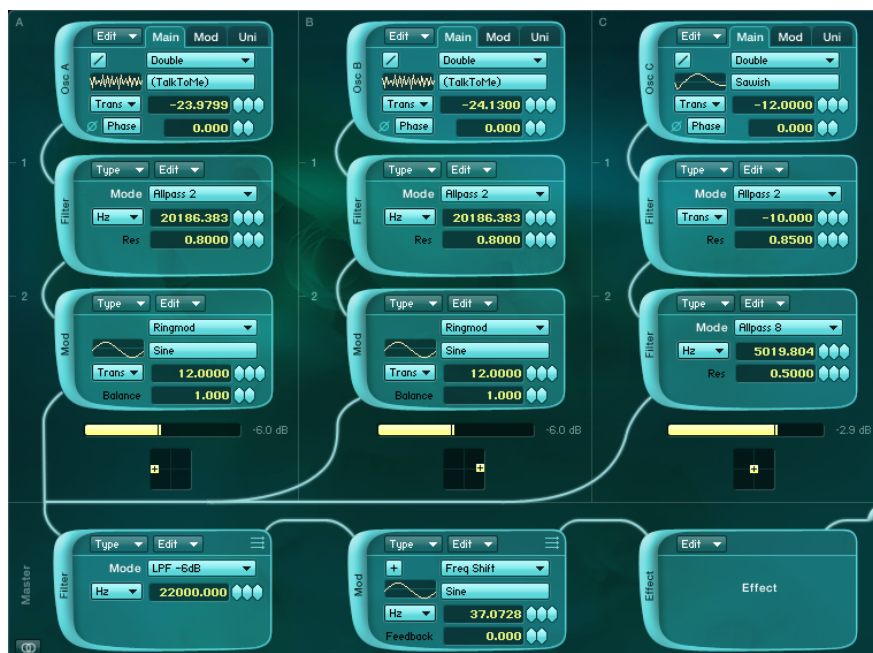 A
B
C
Osc A
Edit Main Mod Uni
Double
(TalkToMe)
Trans -23.9799
Ø Phase 0.000
Osc B
Edit Main Mod Uni
Double
(TalkToMe)
Trans -24.1300
Ø Phase 0.000
Osc C
Edit Main Mod Uni
Double
Sawish
Trans -12.0000
Ø Phase 0.000
1
1
1
Filter
Type Edit
Mode Allpass 2
Hz 20186.383
Res 0.8000
Filter
Type Edit
Mode Allpass 2
Hz 20186.383
Res 0.8000
Filter
Type Edit
Mode Allpass 2
Trans -10.000
Res 0.8500
2
2
2
Mod
Type Edit
Ringmod
Sine
Trans 12.0000
Balance 1.000
Mod
Type Edit
Ringmod
Sine
Trans 12.0000
Balance 1.000
Filter
Type Edit
Mode Allpass 8
Hz 5019.804
Res 0.5000
-6.0 dB
-6.0 dB
-2.9 dB
Master
Filter
Type Edit
Mode LPF -6dB
Hz 22000.000
Mod
Type Edit
+ Freq Shift
Sine
Hz 37.0728
Feedback 0.000
Effect
Edit
Effect